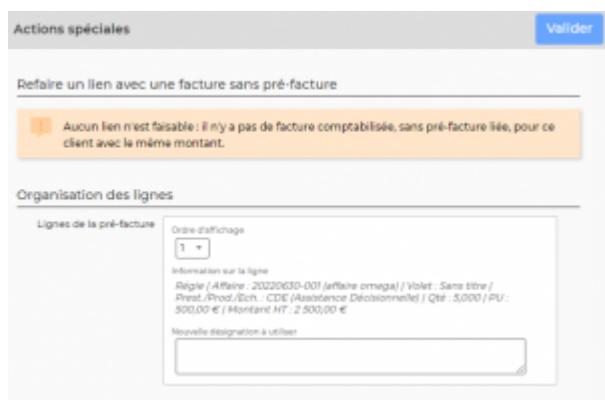 Actions spéciales
Valider
Refaire un lien avec une facture sans pré-facture
Aucun lien n'est faisable : il n'y a pas de facture comptabilisée, sans pré-facture liée, pour ce
client avec le même montant.
Organisation des lignes
Lignes de la pré-facture
Ordre d'affichage
1
Information sur la ligne
Régie | Affaire : 20220630-001 (affaire omega) | Volet : Sans titre |
Prest./Prod./Ech. : CDE (Assistance Décisionnelle) | Qté : 5,000 | PU :
500,00 € | Montant HT : 2 500,00 €
Nouvelle désignation à utiliser